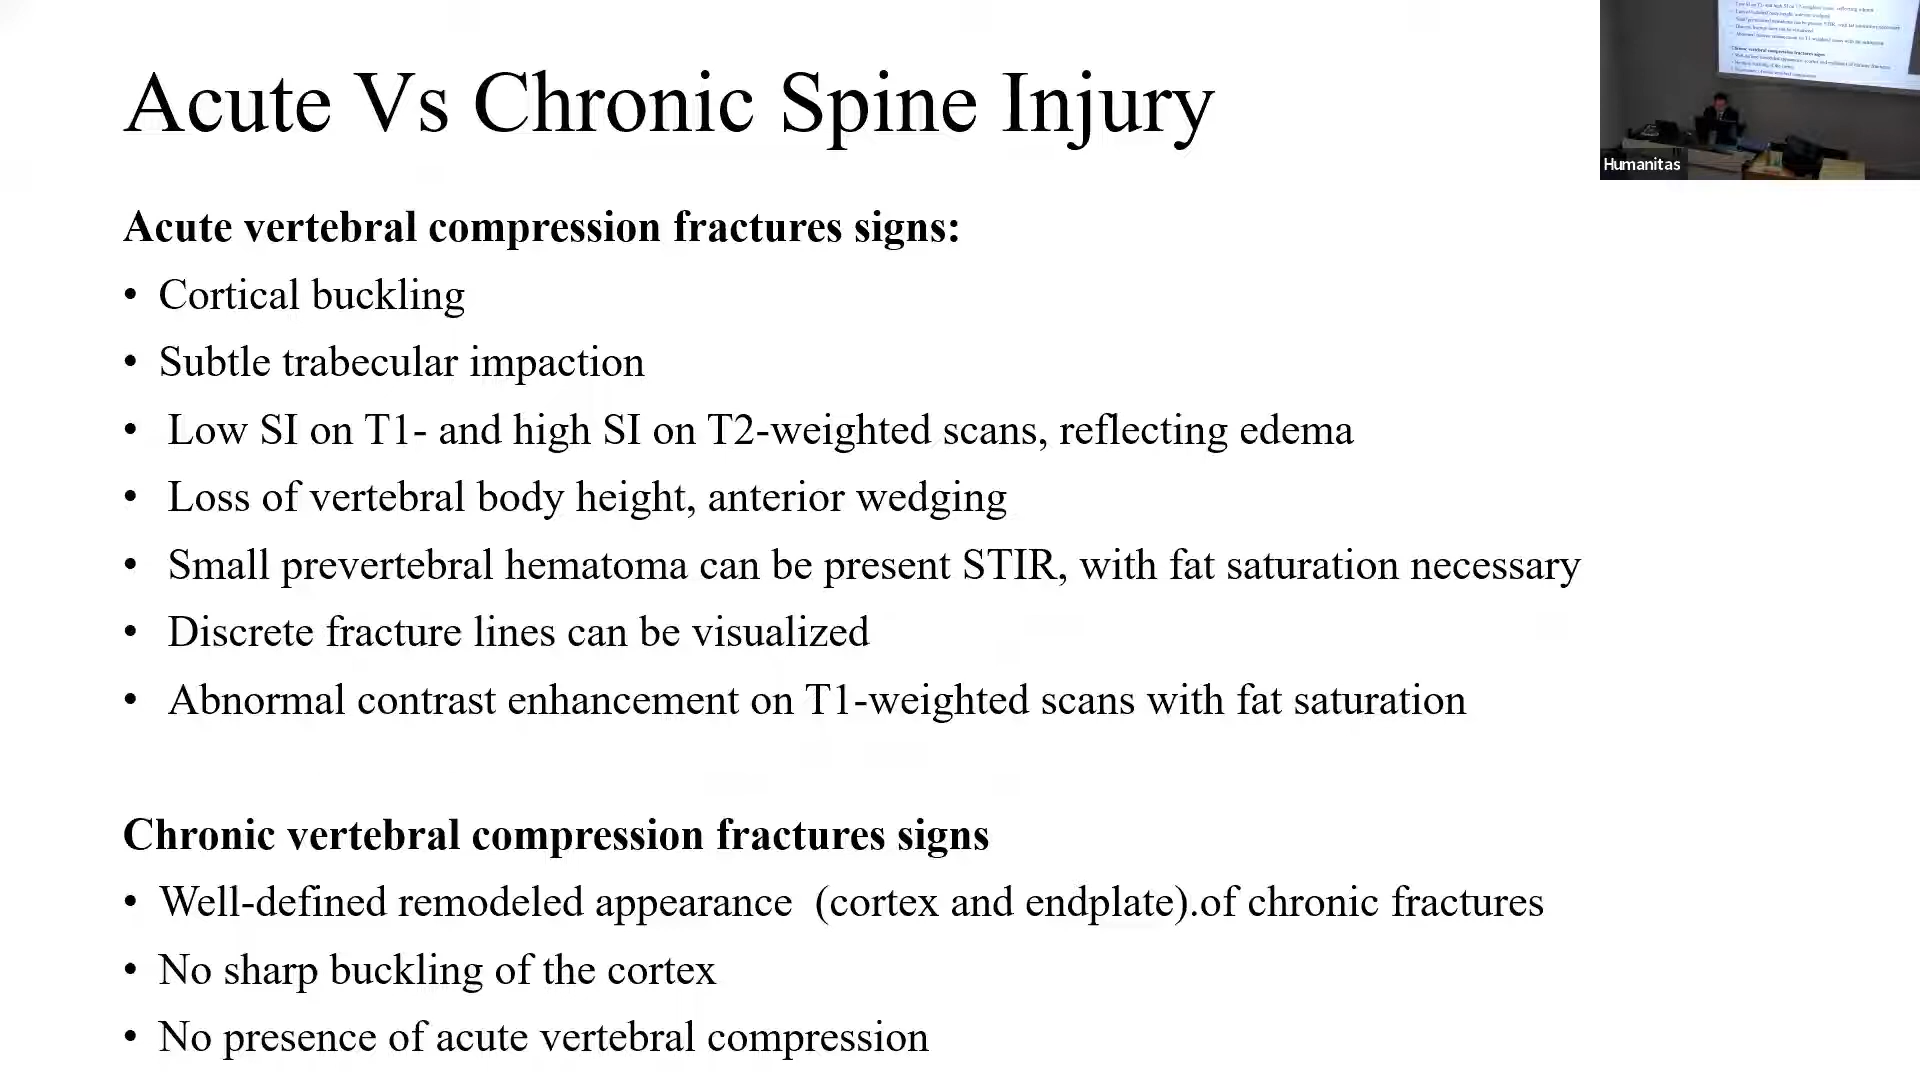 Acute Vs Chronic Spine Injury
Humanitas
Acute vertebral compression fractures signs:
• Cortical buckling
• Subtle trabecular impaction
• Low SI on T1- and high SI on T2-weighted scans, reflecting edema
• Loss of vertebral body height, anterior wedging
• Small prevertebral hematoma can be present STIR, with fat saturation necessary
• Discrete fracture lines can be visualized
• Abnormal contrast enhancement on T1-weighted scans with fat saturation
Chronic vertebral compression fractures signs
• Well-defined remodeled appearance  (cortex and endplate).of chronic fractures
• No sharp buckling of the cortex
• No presence of acute vertebral compression